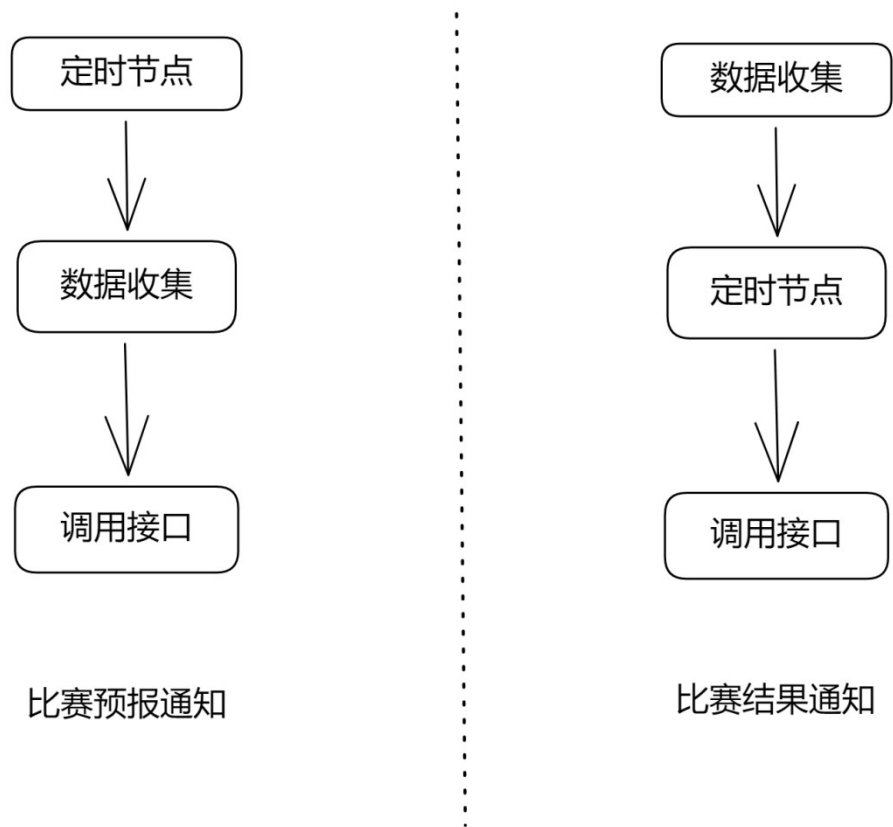 定时节点
数据收集
调用接口
比赛预报通知
数据收集
定时节点
调用接口
比赛结果通知